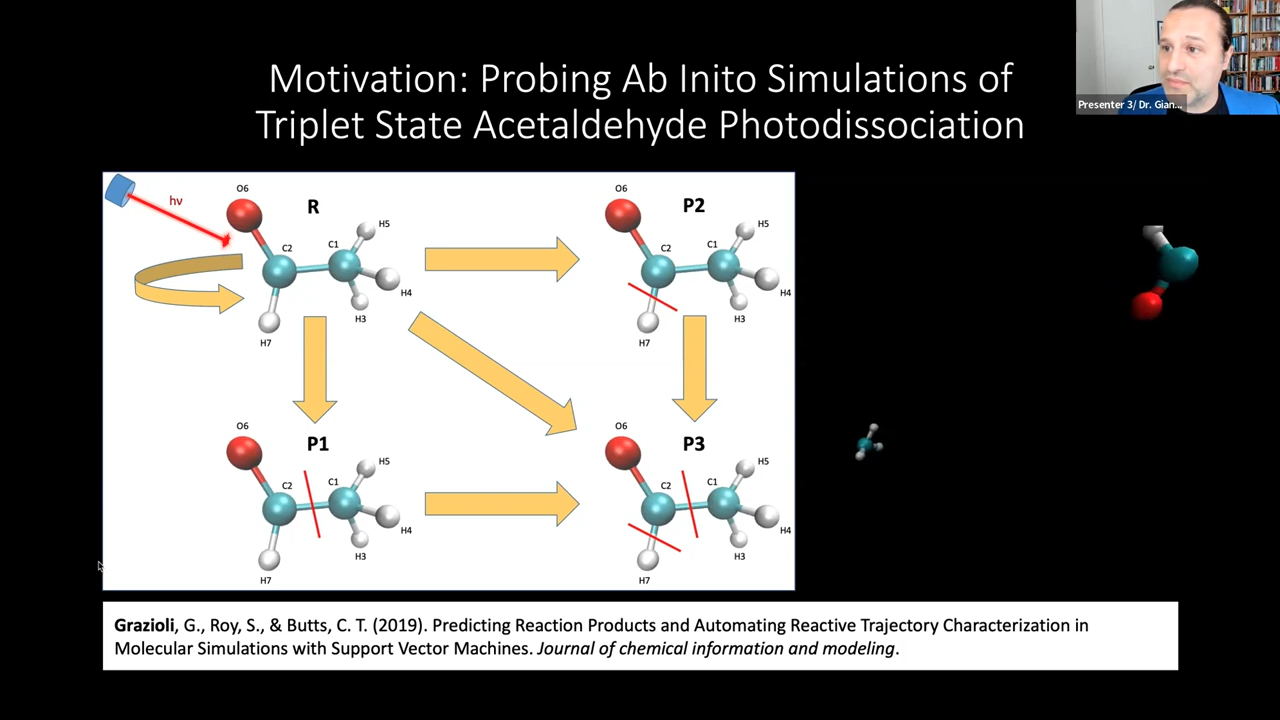 Motivation: Probing Ab Inito Simulations of
Triplet State Acetaldehyde Photodissociation
Presenter 3/ Dr. Gian...
hν
O6
R
H5
C2
C1
H4
H3
H7
O6
P2
H5
C2
C1
H4
H3
H7
O6
P1
H5
C2
C1
H4
H3
H7
O6
P3
H5
C2
C1
H4
H3
H7
Grazioli, G., Roy, S., & Butts, C. T. (2019). Predicting Reaction Products and Automating Reactive Trajectory Characterization in
Molecular Simulations with Support Vector Machines. Journal of chemical information and modeling.